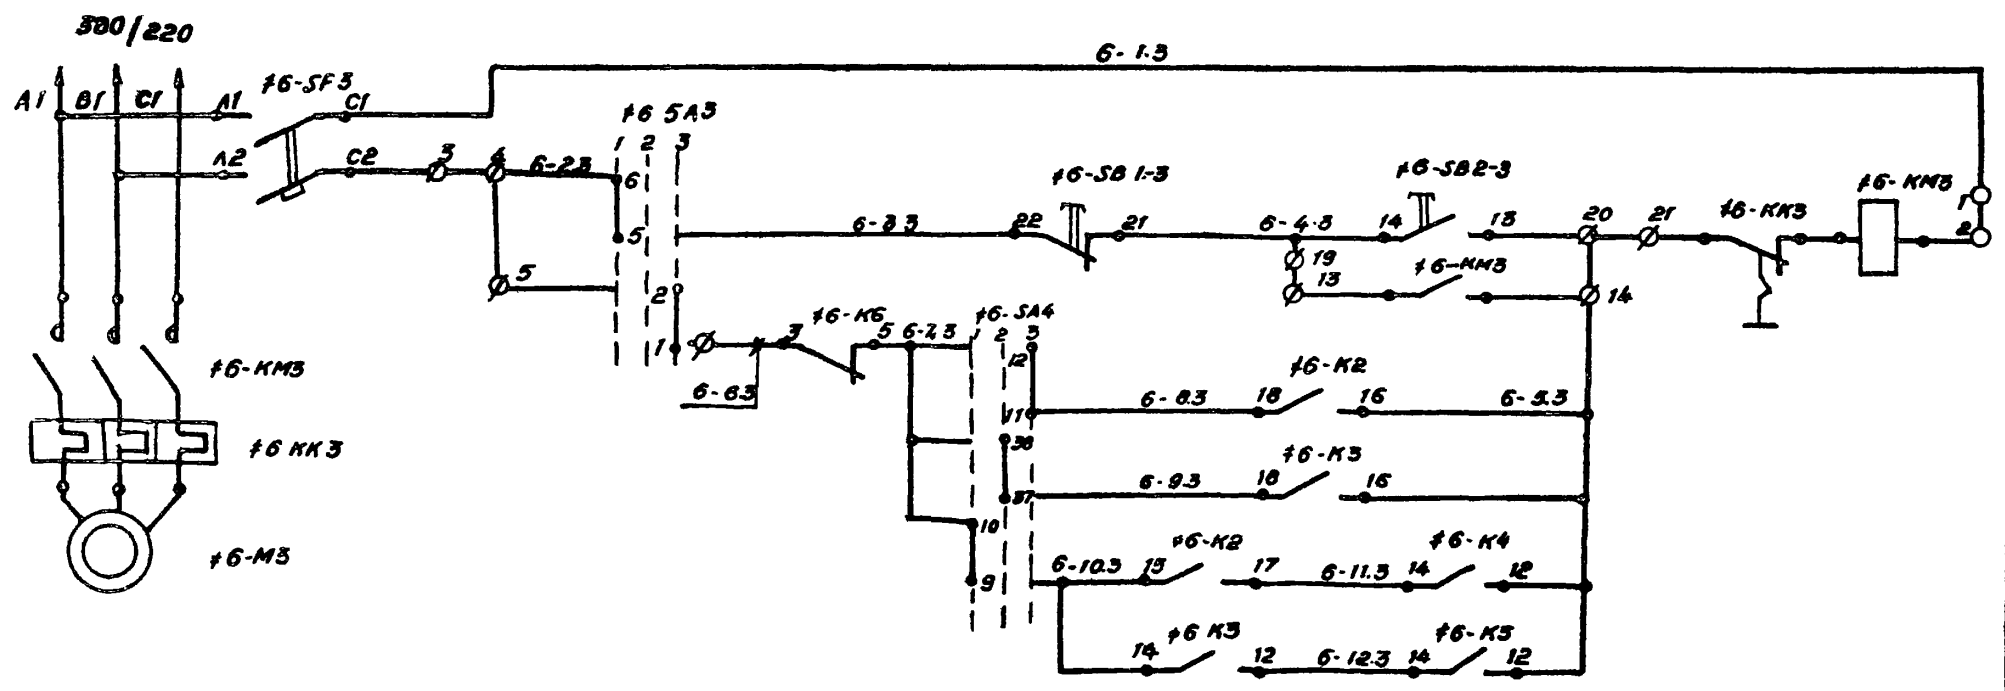 380/220
6-1.3
A1 B1 C1 Л1 ⏚6-SF3 C1
⏚6 SA3
1 2 3
Л2 C2 3 4 6-2.3 6
5
6-3.3 22 ⏚6-SB1.-3 21
6-4.3 14 ⏚6-SB2-3 13
20 21 ⏚6-KK3 ⏚6-KM3 1
2
5
2
19
13 ⏚6-KM3 14
1 3 ⏚6-K6 5 6-7.3
6-6.3
⏚6-SA4
1 2 3
12
⏚6-KM3
⏚6 KK3
⏚6-M3
11 6-8.3 18 ⏚6-K2 16 6-5.3
38
37 6-9.3 18 ⏚6-K3 16
10
9
6-10.3 15 ⏚6-K2 17 6-11.3 14 ⏚6-K4 12
14 ⏚6 K3 12 6-12.3 14 ⏚6-K5 12